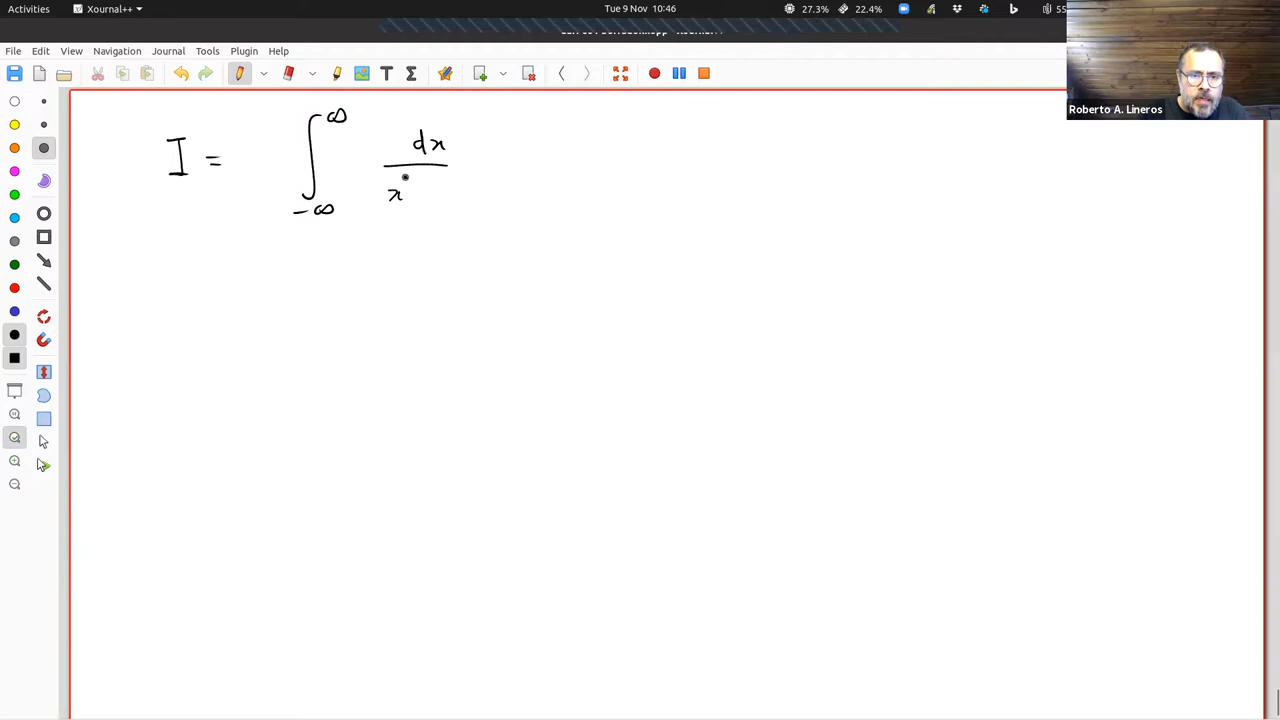 Activities Xournal++ Tue 9 Nov 10:46 27.3% 22.4%
File Edit View Navigation Journal Tools Plugin Help
Roberto A. Lineros
I = ∫_{-∞}^{∞} dx / x